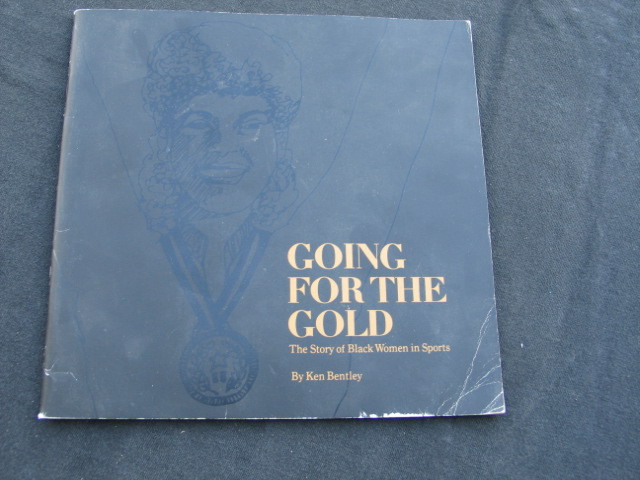 GOING
FOR THE
GOLD
The Story of Black Women in Sports
By Ken Bentley